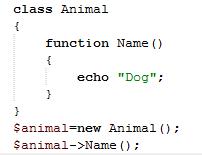 class Animal
{
    function Name()
    {
        echo "Dog";
    }
}
$animal=new Animal();
$animal->Name();